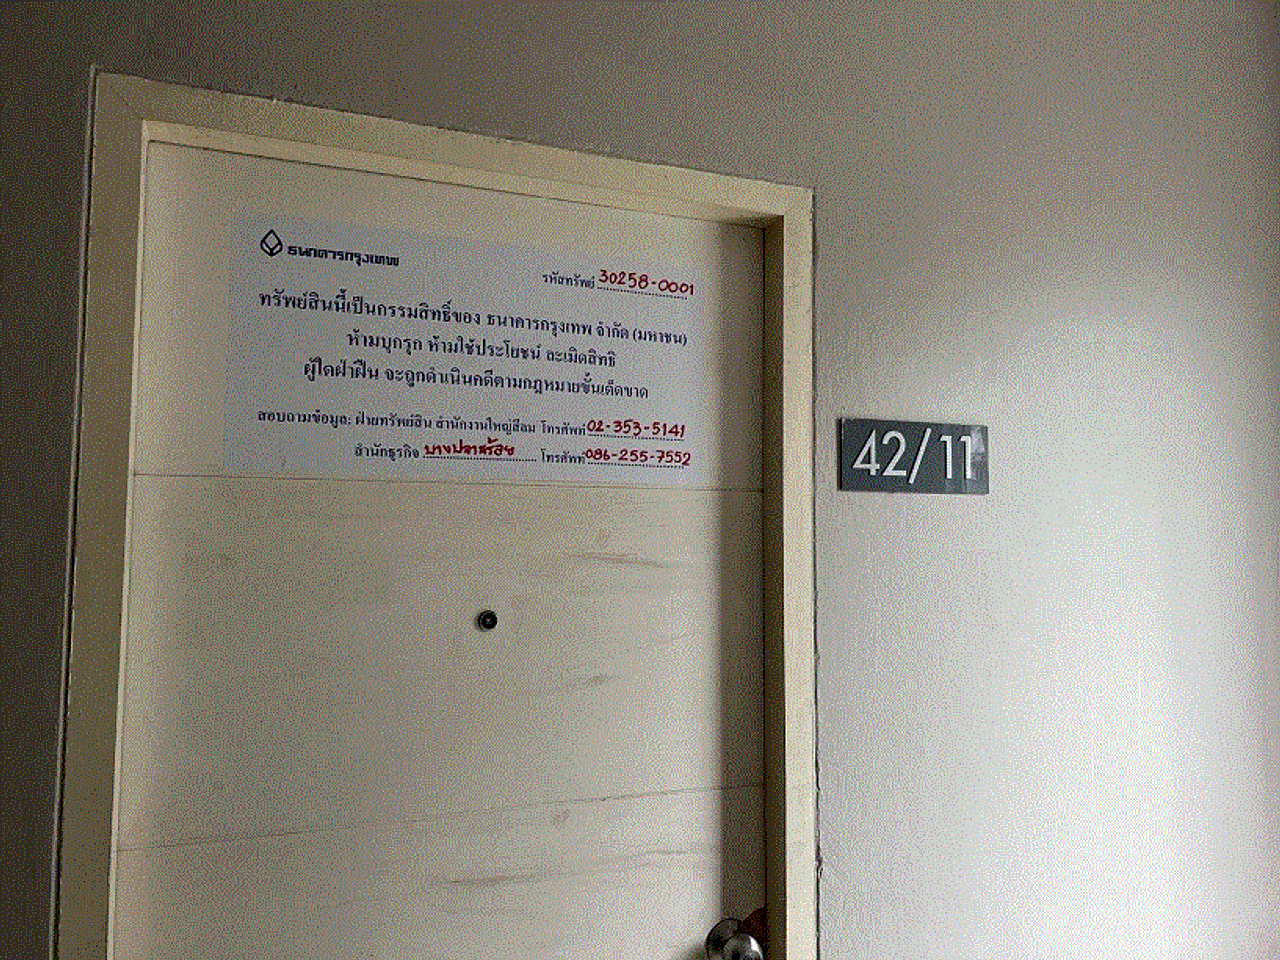 ธนาคารกรุงเทพ
รหัสทรัพย์ 30258-0001
ทรัพย์สินนี้เป็นกรรมสิทธิ์ของ ธนาคารกรุงเทพ จำกัด (มหาชน)
ห้ามบุกรุก ห้ามใช้ประโยชน์ ละเมิดสิทธิ
ผู้ใดฝ่าฝืน จะถูกดำเนินคดีตามกฎหมายขั้นเด็ดขาด
สอบถามข้อมูล: ฝ่ายทรัพย์สิน สำนักงานใหญ่สีลม โทรศัพท์ 02-353-5141
สำนักธุรกิจ บางปลาสร้อย โทรศัพท์ 086-255-7552
42/11